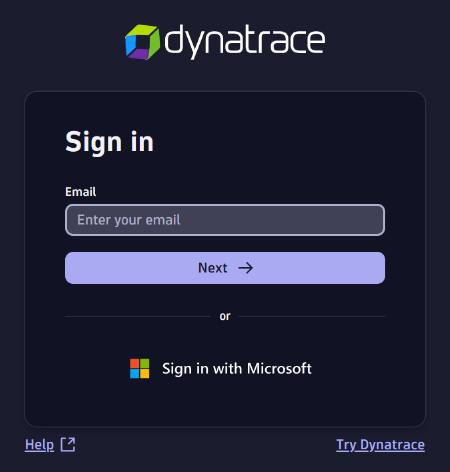 dynatrace
Sign in
Email
Enter your email
Next
or
Sign in with Microsoft
Help
Try Dynatrace